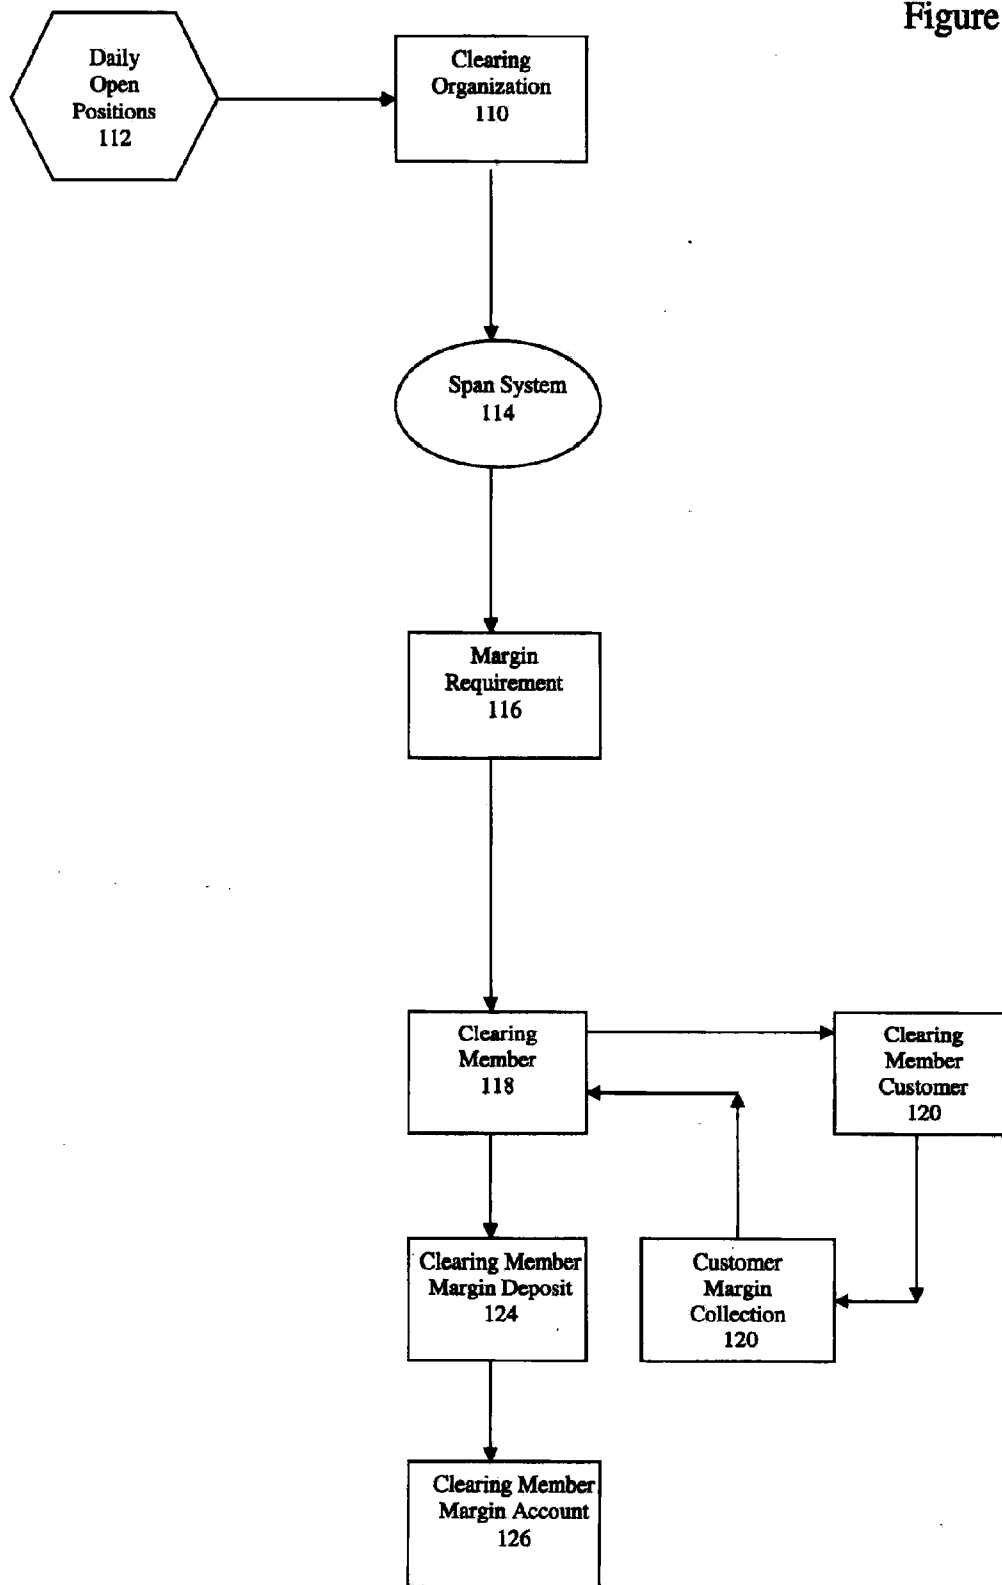 Figure
Daily
Open
Positions
112
Clearing
Organization
110
Span System
114
Margin
Requirement
116
Clearing
Member
118
Clearing
Member
Customer
120
Clearing Member
Margin Deposit
124
Customer
Margin
Collection
120
Clearing Member
Margin Account
126